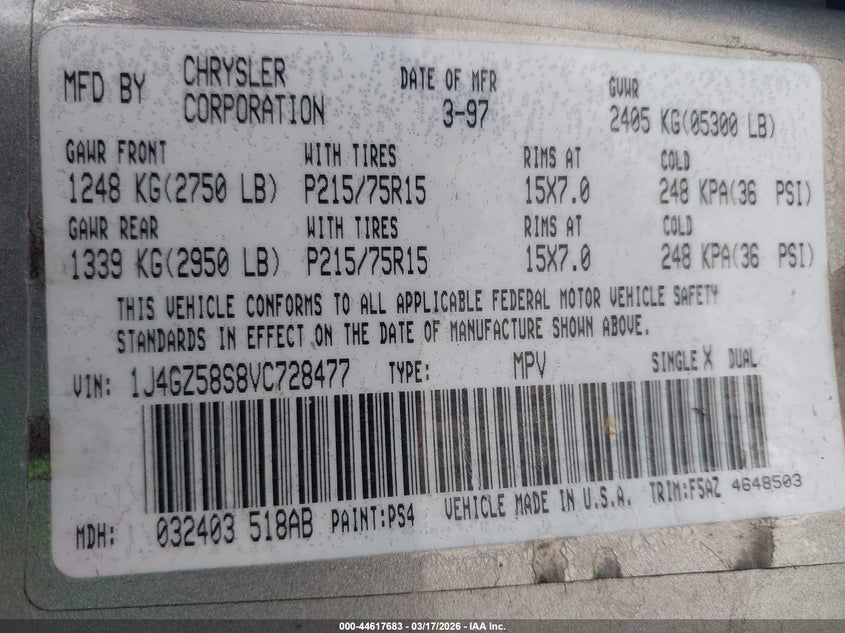 MFD BY CHRYSLER CORPORATION DATE OF MFR 3-97 GVWR 2405 KG(05300 LB)
GAWR FRONT WITH TIRES RIMS AT COLD
1248 KG(2750 LB) P215/75R15 15X7.0 248 KPA(36 PSI)
GAWR REAR WITH TIRES RIMS AT COLD
1339 KG(2950 LB) P215/75R15 15X7.0 248 KPA(36 PSI)
THIS VEHICLE CONFORMS TO ALL APPLICABLE FEDERAL MOTOR VEHICLE SAFETY
STANDARDS IN EFFECT ON THE DATE OF MANUFACTURE SHOWN ABOVE.
VIN: 1J4GZ58S8VC728477 TYPE: MPV SINGLE X DUAL
MDH: 032403 518AB PAINT:PS4 VEHICLE MADE IN U.S.A. TRIM:F5AZ 4648503
000-44617683 / 03/17/2026 - IAA Inc.